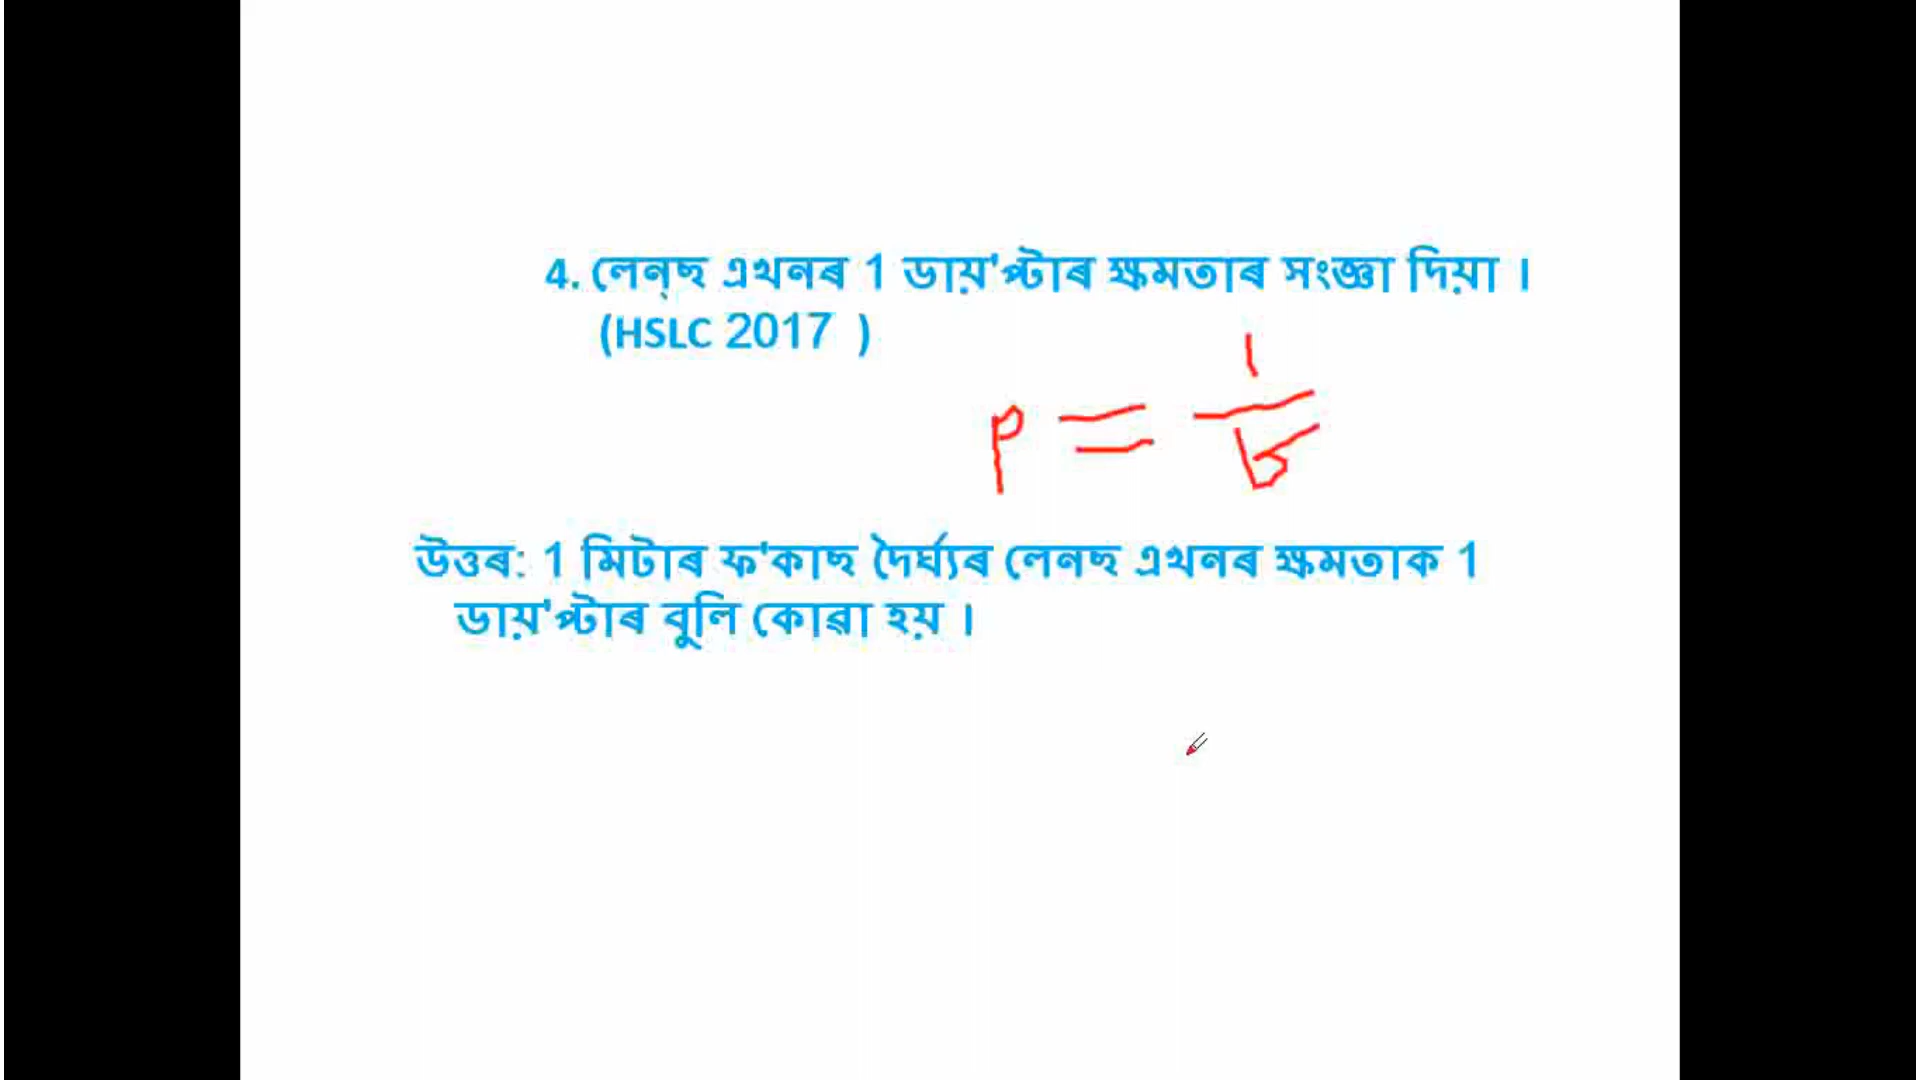 4. লেন্ছ এখনৰ 1 ডায়'প্টাৰ ক্ষমতাৰ সংজ্ঞা দিয়া ।
(HSLC 2017 )
P = 1
উত্তৰ: 1 মিটাৰ ফ'কাছ দৈৰ্ঘ্যৰ লেনছ এখনৰ ক্ষমতাক 1
ডায়'প্টাৰ বুলি কোৱা হয় ।